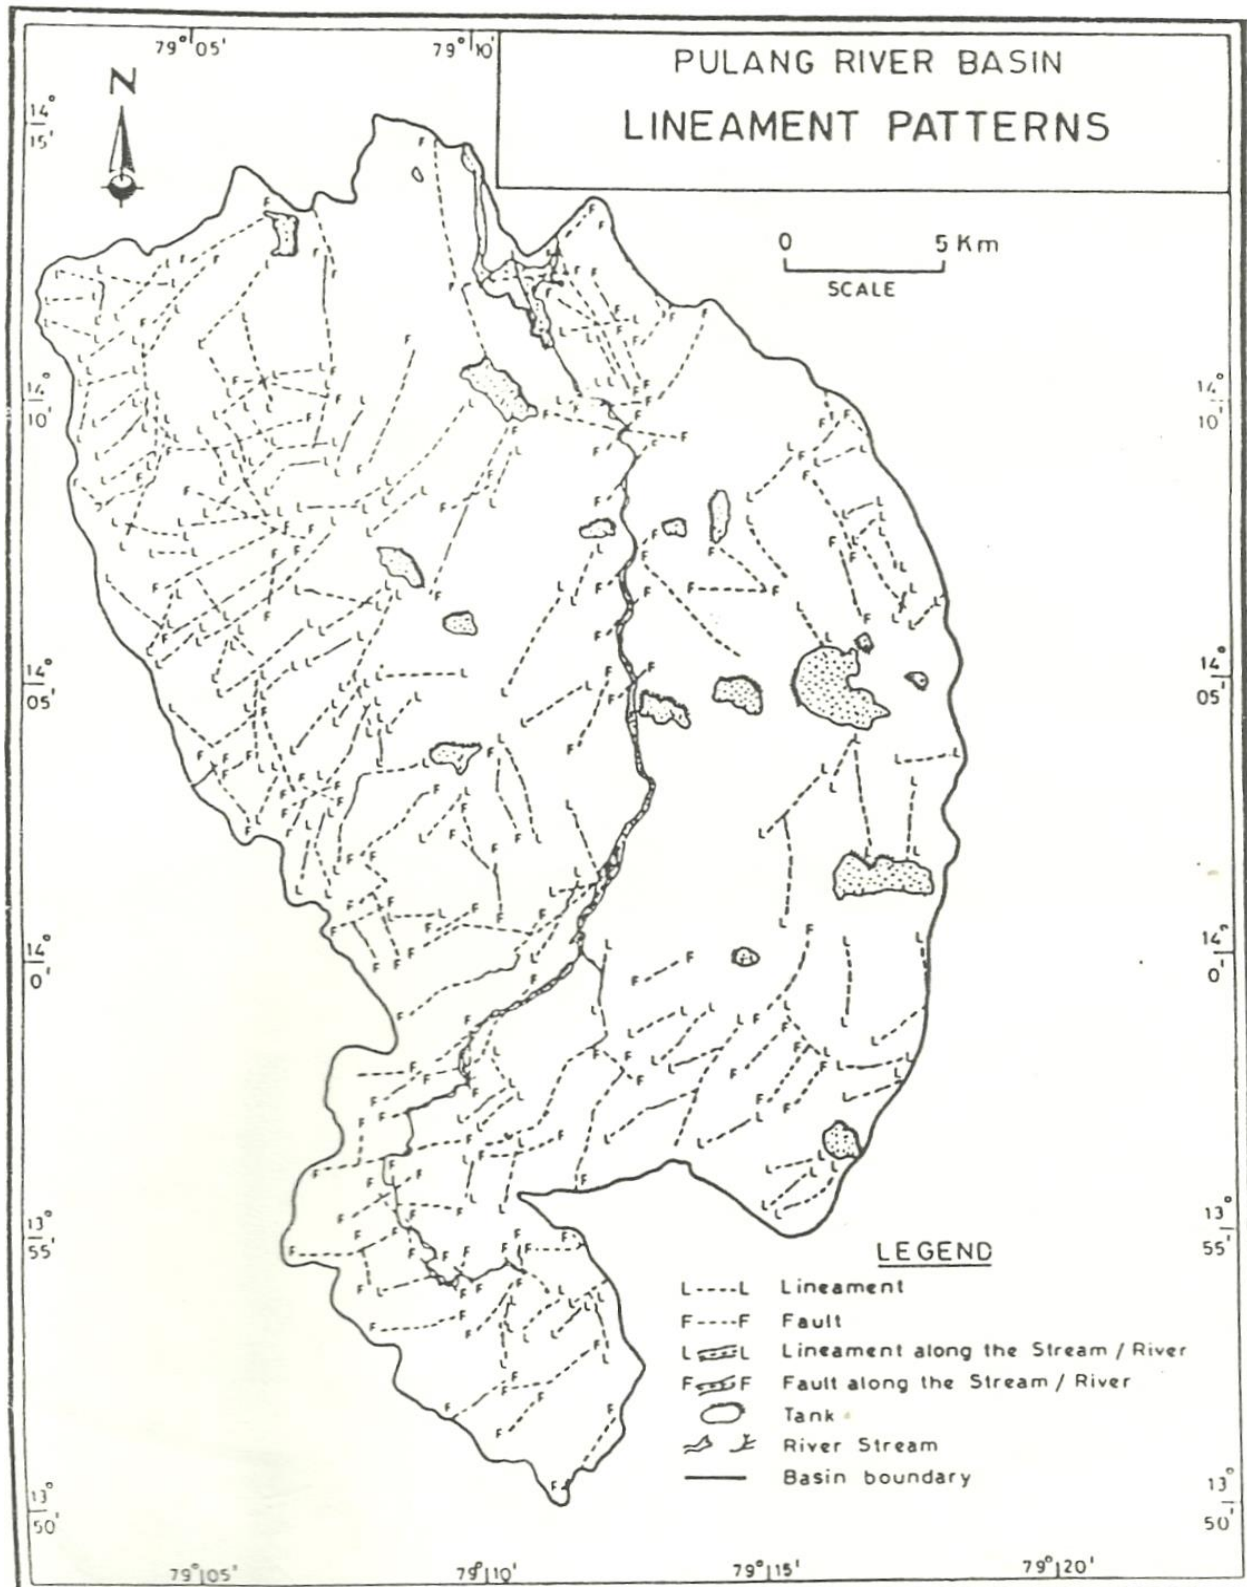 79° 05'
79° 10'
PULANG RIVER BASIN
LINEAMENT PATTERNS
N
14°
15'
0 5 Km
SCALE
14°
10'
14°
10'
14°
05'
14°
05'
14°
0'
14°
0'
13°
55'
13°
55'
LEGEND
L----L Lineament
F----F Fault
L L Lineament along the Stream / River
F F Fault along the Stream / River
Tank
River Stream
Basin boundary
13°
50'
13°
50'
79° 05'
79° 10'
79° 15'
79° 20'